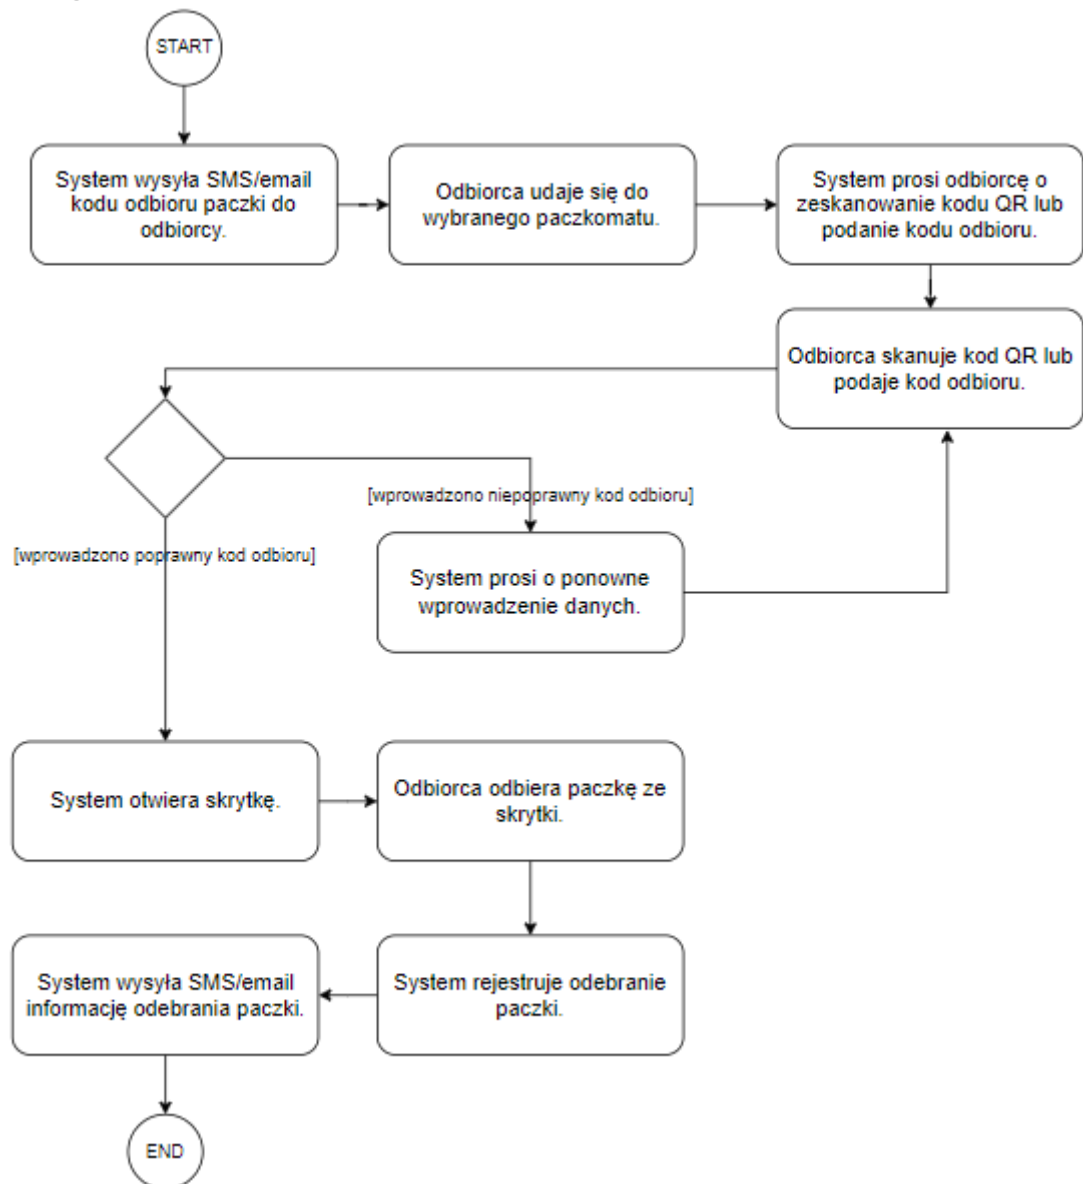 START
System wysyła SMS/email
kodu odbioru paczki do
odbiorcy.
Odbiorca udaje się do
wybranego paczkomatu.
System prosi odbiorcę o
zeskanowanie kodu QR lub
podanie kodu odbioru.
Odbiorca skanuje kod QR lub
podaje kod odbioru.
[wprowadzono niepoprawny kod odbioru]
[wprowadzono poprawny kod odbioru]
System prosi o ponowne
wprowadzenie danych.
System otwiera skrytkę.
Odbiorca odbiera paczkę ze
skrytki.
System rejestruje odebranie
paczki.
System wysyła SMS/email
informację odebrania paczki.
END